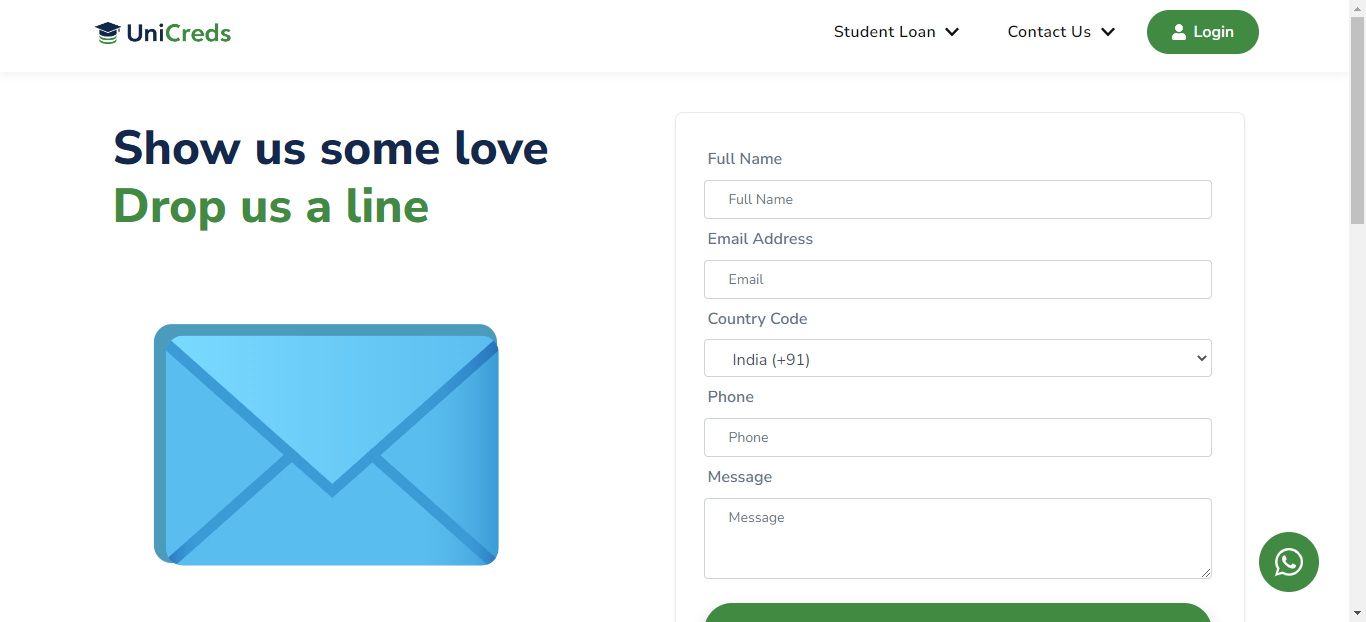 UniCreds
Student Loan
Contact Us
Login
Show us some love
Drop us a line
Full Name
Full Name
Email Address
Email
Country Code
India (+91)
Phone
Phone
Message
Message